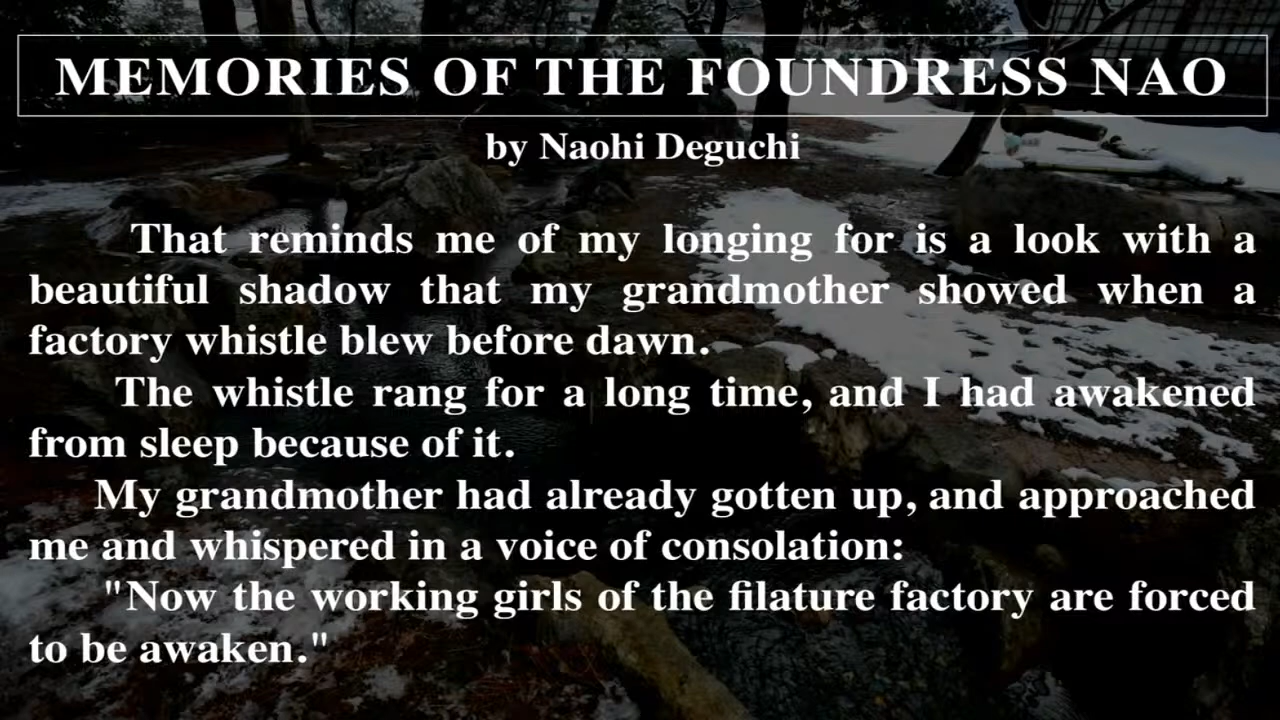 MEMORIES OF THE FOUNDRESS NAO
by Naohi Deguchi
That reminds me of my longing for is a look with a
beautiful shadow that my grandmother showed when a
factory whistle blew before dawn.
The whistle rang for a long time, and I had awakened
from sleep because of it.
My grandmother had already gotten up, and approached
me and whispered in a voice of consolation:
"Now the working girls of the filature factory are forced
to be awaken."